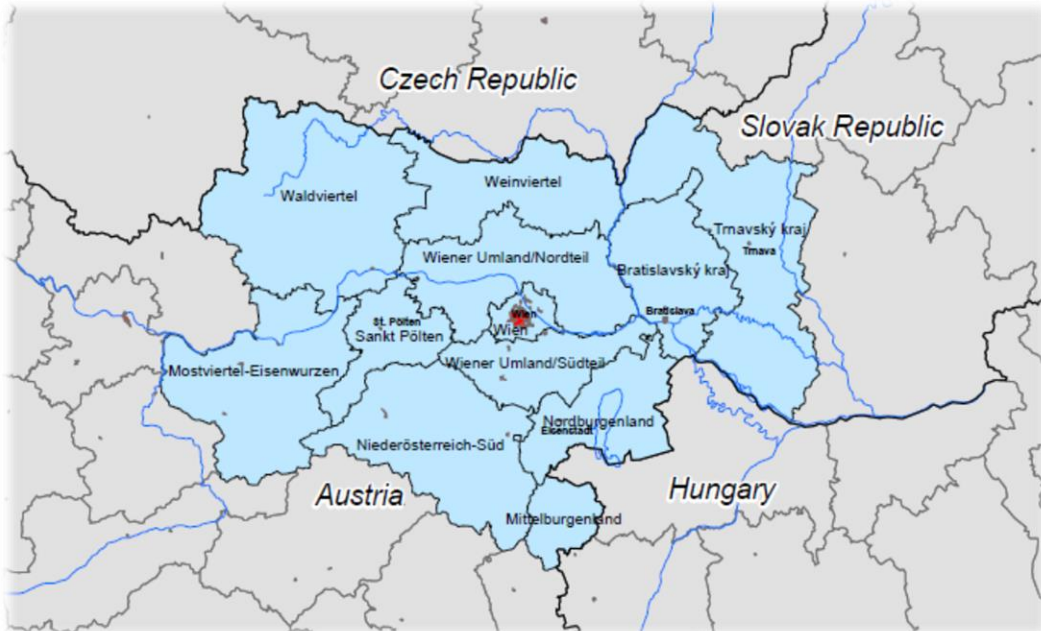 Czech Republic
Slovak Republic
Weinviertel
Waldviertel
Trnavský kraj
Trnava
Wiener Umland/Nordteil
Bratislavský kraj
Bratislava
Wien
Wien
St. Pölten
Sankt Pölten
Wiener Umland/Südteil
Mostviertel-Eisenwurzen
Nordburgenland
Eisenstadt
Niederösterreich-Süd
Austria
Hungary
Mittelburgenland